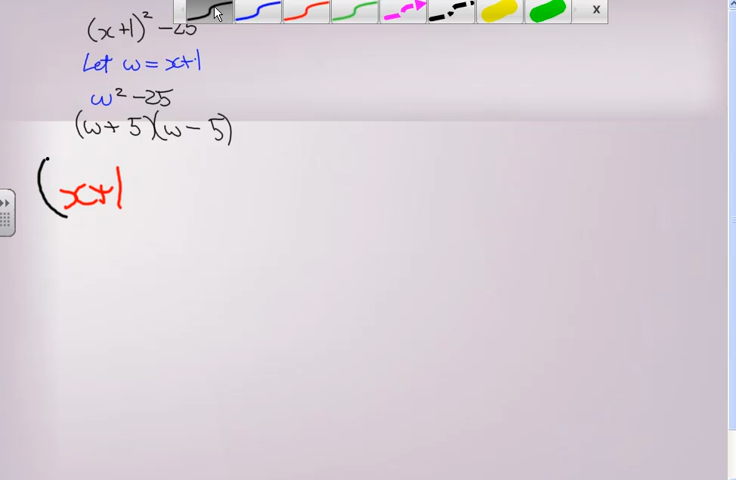 (x+1)² -25
Let w = x+1
w² -25
(w+ 5)(w- 5)
(x+1
x